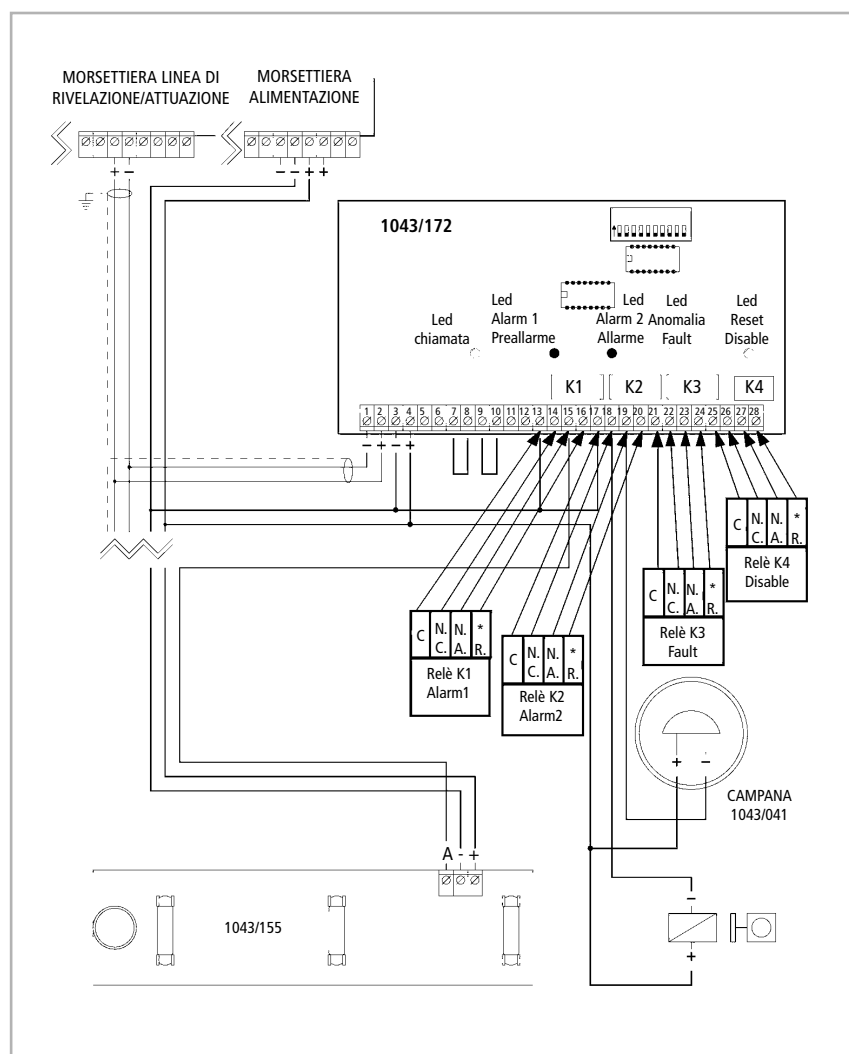 MORSETTIERA LINEA DI
RIVELAZIONE/ATTUAZIONE
MORSETTIERA
ALIMENTAZIONE
+ −
− − + +
1043/172
Led
chiamata
Led
Alarm 1
Preallarme
Led
Alarm 2
Allarme
Led
Anomalia
Fault
Led
Reset
Disable
K1 K2 K3 K4
1 2 3 4 5 6 7 8 9 10 11 12 13 14 15 16 17 18 19 20 21 22 23 24 25 26 27 28
− + − +
C N.C. N.A. *R.
Relè K1
Alarm1
C N.C. N.A. *R.
Relè K2
Alarm2
C N.C. N.A. *R.
Relè K3
Fault
C N.C. N.A. *R.
Relè K4
Disable
+ −
CAMPANA
1043/041
A - +
1043/155
−
+